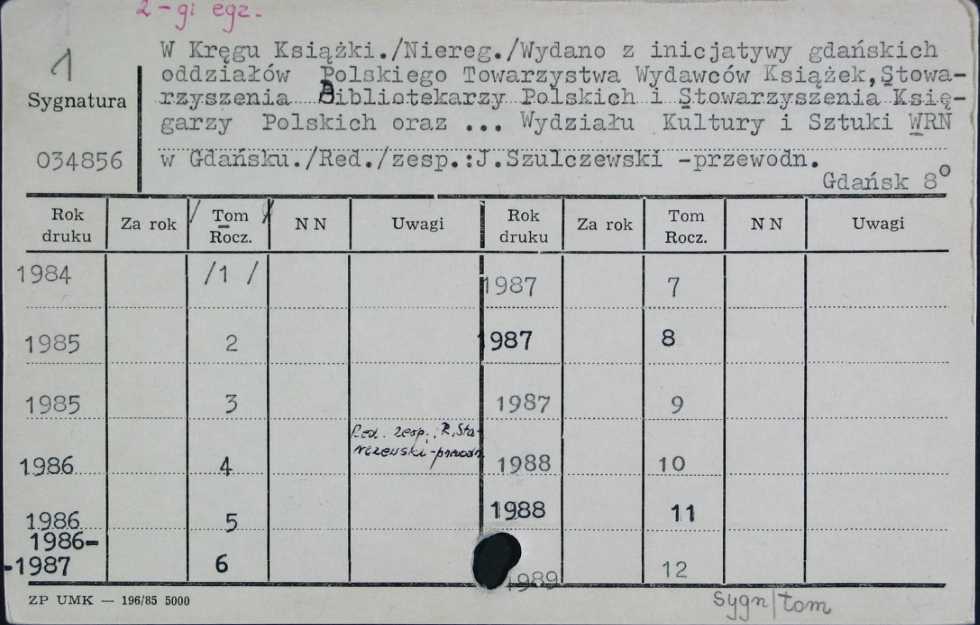 2-gi egz.
1
W Kręgu Książki./Niereg./Wydano z inicjatywy gdańskich
oddziałów Polskiego Towarzystwa Wydawców Książek,Stowa-
rzyszenia Bibliotekarzy Polskich i Stowarzyszenia Księ-
garzy Polskich oraz ... Wydziału Kultury i Sztuki WRN
w Gdańsku./Red./zesp.:J.Szulczewski -przewodn.
Gdańsk 8°
Sygnatura
034856
Rok druku Za rok / Tom / Rocz. N N Uwagi Rok druku Za rok Tom Rocz. N N Uwagi
1984 /1 / 1987 7
1985 2 1987 8
1985 3 1987 9
Red. zesp.: R. Sta-
rczewski -przewodn.
1986 4 1988 10
1986 5 1988 11
1986-
-1987 6 1989 12
ZP UMK — 196/85 5000
sygn/tom